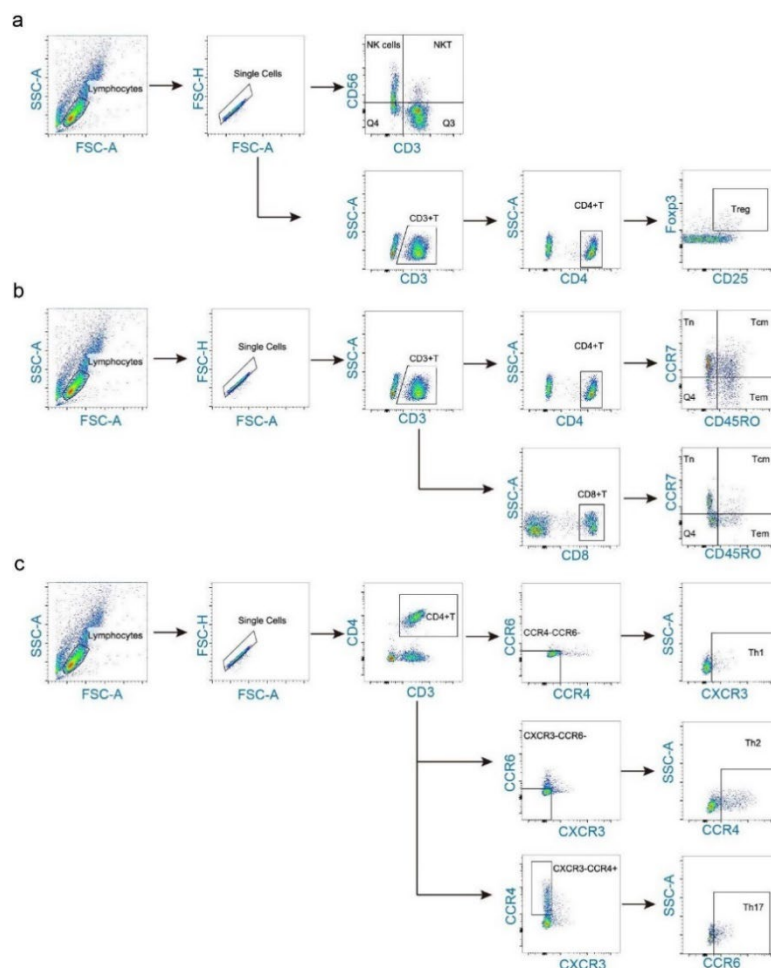 a
SSC-A
Lymphocytes
FSC-A
FSC-H
Single Cells
FSC-A
CD56
NK cells
NKT
Q4
Q3
CD3
SSC-A
CD3+T
CD3
SSC-A
CD4+T
CD4
Foxp3
Treg
CD25
b
SSC-A
Lymphocytes
FSC-A
FSC-H
Single Cells
FSC-A
SSC-A
CD3+T
CD3
SSC-A
CD4+T
CD4
CCR7
Tn
Tcm
Q4
Tem
CD45RO
SSC-A
CD8+T
CD8
CCR7
Tn
Tcm
Q4
Tem
CD45RO
c
SSC-A
Lymphocytes
FSC-A
FSC-H
Single Cells
FSC-A
CD4
CD4+T
CD3
CCR6
CCR4-CCR6-
CCR4
SSC-A
Th1
CXCR3
CCR6
CXCR3-CCR6-
CXCR3
SSC-A
Th2
CCR4
CCR4
CXCR3-CCR4+
CXCR3
SSC-A
Th17
CCR6